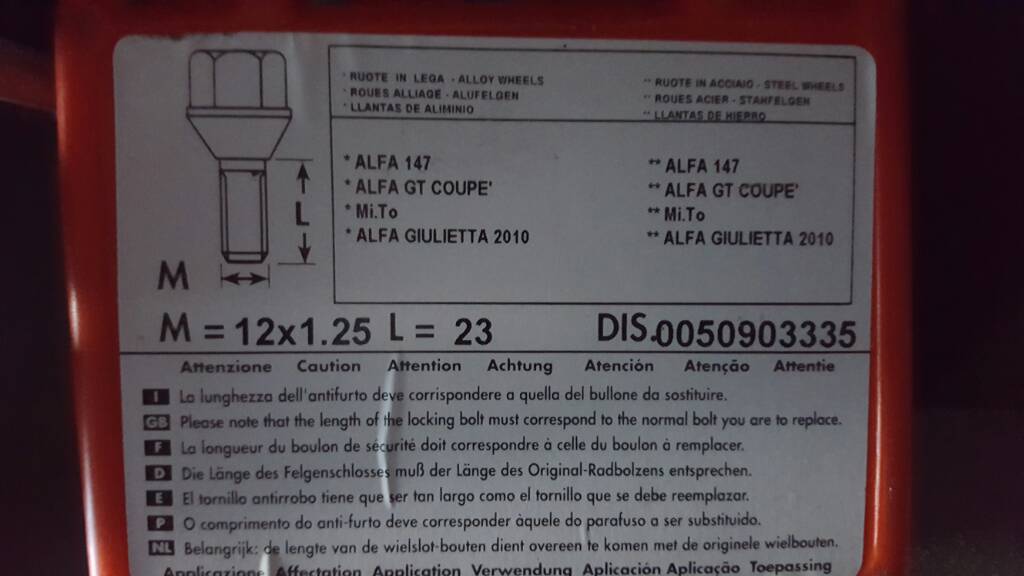 * RUOTE IN LEGA - ALLOY WHEELS
* ROUES ALLIAGE - ALUFELGEN
* LLANTAS DE ALIMINIO
** RUOTE IN ACCIAIO - STEEL WHEELS
** ROUES ACIER - STAHFELGEN
** LLANTAS DE HIERRO
* ALFA 147
* ALFA GT COUPE'
* Mi.To
* ALFA GIULIETTA 2010
** ALFA 147
** ALFA GT COUPE'
** Mi.To
** ALFA GIULIETTA 2010
L
M
M = 12x1.25 L = 23 DIS.0050903335
Attenzione Caution Attention Achtung Atención Atenção Attentie
I La lunghezza dell'antifurto deve corrispondere a quella del bullone da sostituire.
GB Please note that the length of the locking bolt must correspond to the normal bolt you are to replace.
F La longueur du boulon de sécurité doit correspondre à celle du boulon à remplacer.
D Die Länge des Felgenschlosses muß der Länge des Original-Radbolzens entsprechen.
E El tornillo antirrobo tiene que ser tan largo como el tornillo que se debe reemplazar.
P O comprimento do anti-furto deve corresponder àquele do parafuso a ser substituido.
NL Belangrijk: de lengte van de wielslot-bouten dient overeen te komen met de originele wielbouten.
Applicazione Affectation Application Verwendung Aplicación Aplicação Toepassing